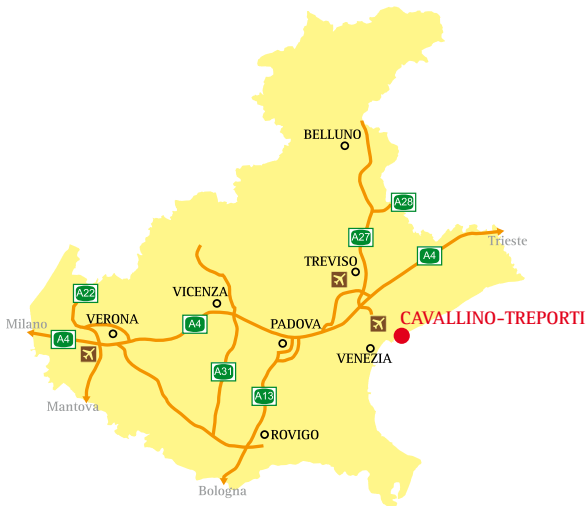 BELLUNO
A28
A27
Trieste
A4
TREVISO
A22
VICENZA
CAVALLINO-TREPORTI
Milano
VERONA
A4
PADOVA
A4
VENEZIA
A31
A13
Mantova
ROVIGO
Bologna